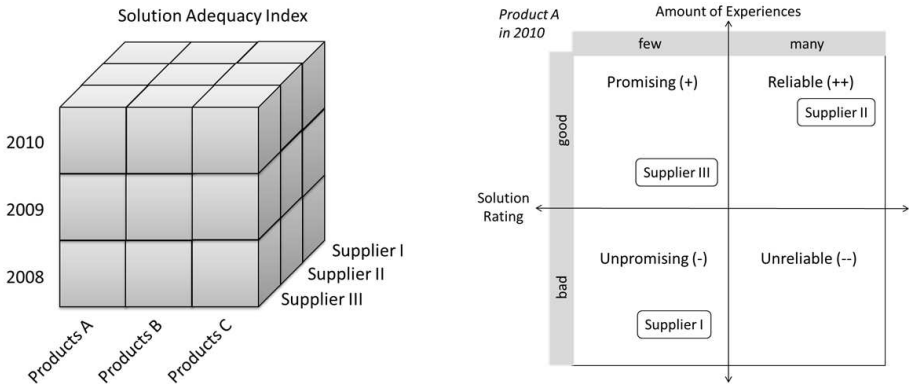 Solution Adequacy Index
2010
2009
2008
Supplier I
Supplier II
Supplier III
Products A
Products B
Products C
Product A
in 2010
Amount of Experiences
few
many
good
bad
Solution
Rating
Promising (+)
Reliable (++)
Supplier II
Supplier III
Unpromising (-)
Unreliable (--)
Supplier I